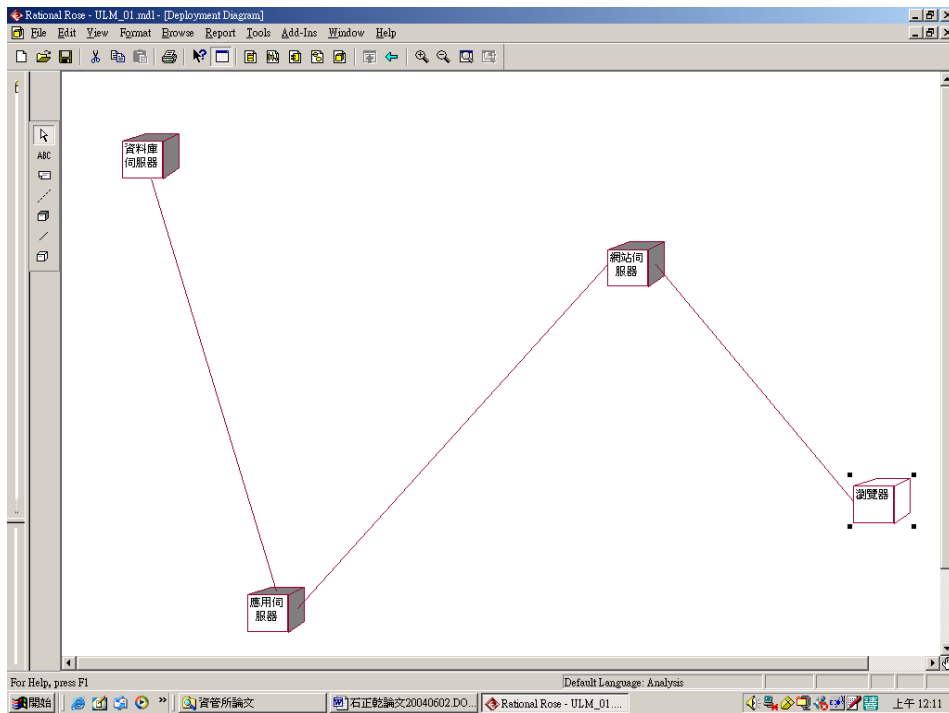 Rational Rose - ULM_01.mdl - [Deployment Diagram]
File Edit View Format Browse Report Tools Add-Ins Window Help
ABC
資料庫
伺服器
網站伺
服器
瀏覽器
應用伺
服器
For Help, press F1
Default Language: Analysis
開始
資管所論文
石正乾論文20040602.DO...
Rational Rose - ULM_01....
上午 12:11